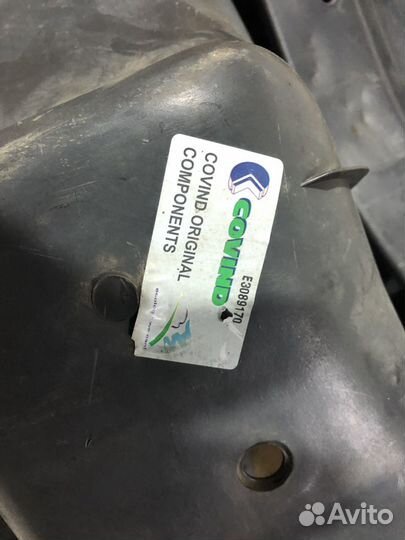 COVIND
E3089170
COVIND ORIGINAL
COMPONENTS
Avito